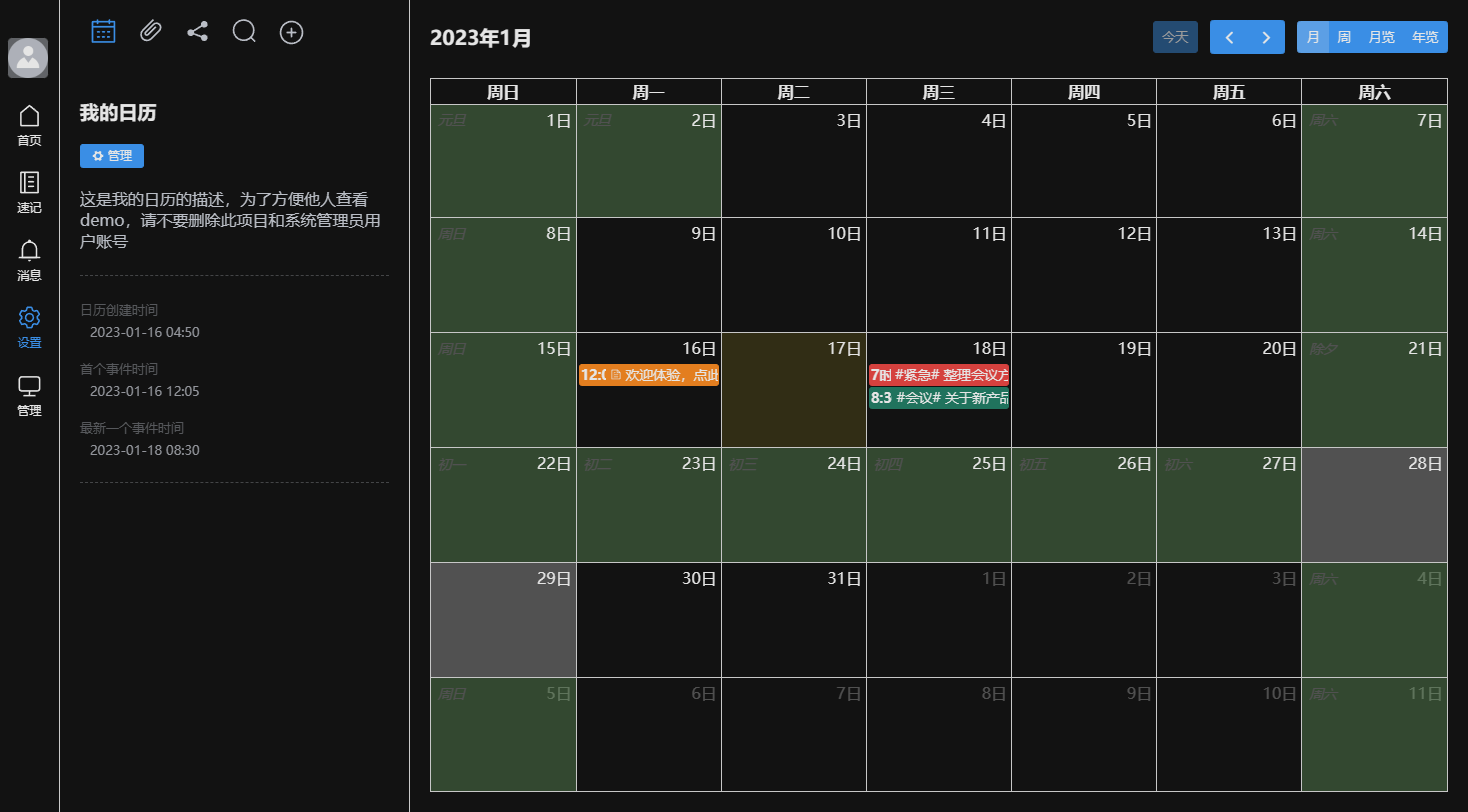 首页
速记
消息
设置
管理
我的日历
管理
这是我的日历的描述，为了方便他人查看
demo，请不要删除此项目和系统管理员用
户账号
日历创建时间
2023-01-16 04:50
首个事件时间
2023-01-16 12:05
最新一个事件时间
2023-01-18 08:30
2023年1月
今天
月 周 月览 年览
周日 周一 周二 周三 周四 周五 周六
元旦 1日 元旦 2日 3日 4日 5日 6日 周六 7日
周日 8日 9日 10日 11日 12日 13日 周六 14日
周日 15日 16日 17日 18日 19日 20日 除夕 21日
12:0 欢迎体验，点此 7时 #紧急# 整理会议方
8:3 #会议# 关于新产品
初一 22日 初二 23日 初三 24日 初四 25日 初五 26日 初六 27日 28日
29日 30日 31日 1日 2日 3日 周六 4日
周日 5日 6日 7日 8日 9日 10日 周六 11日